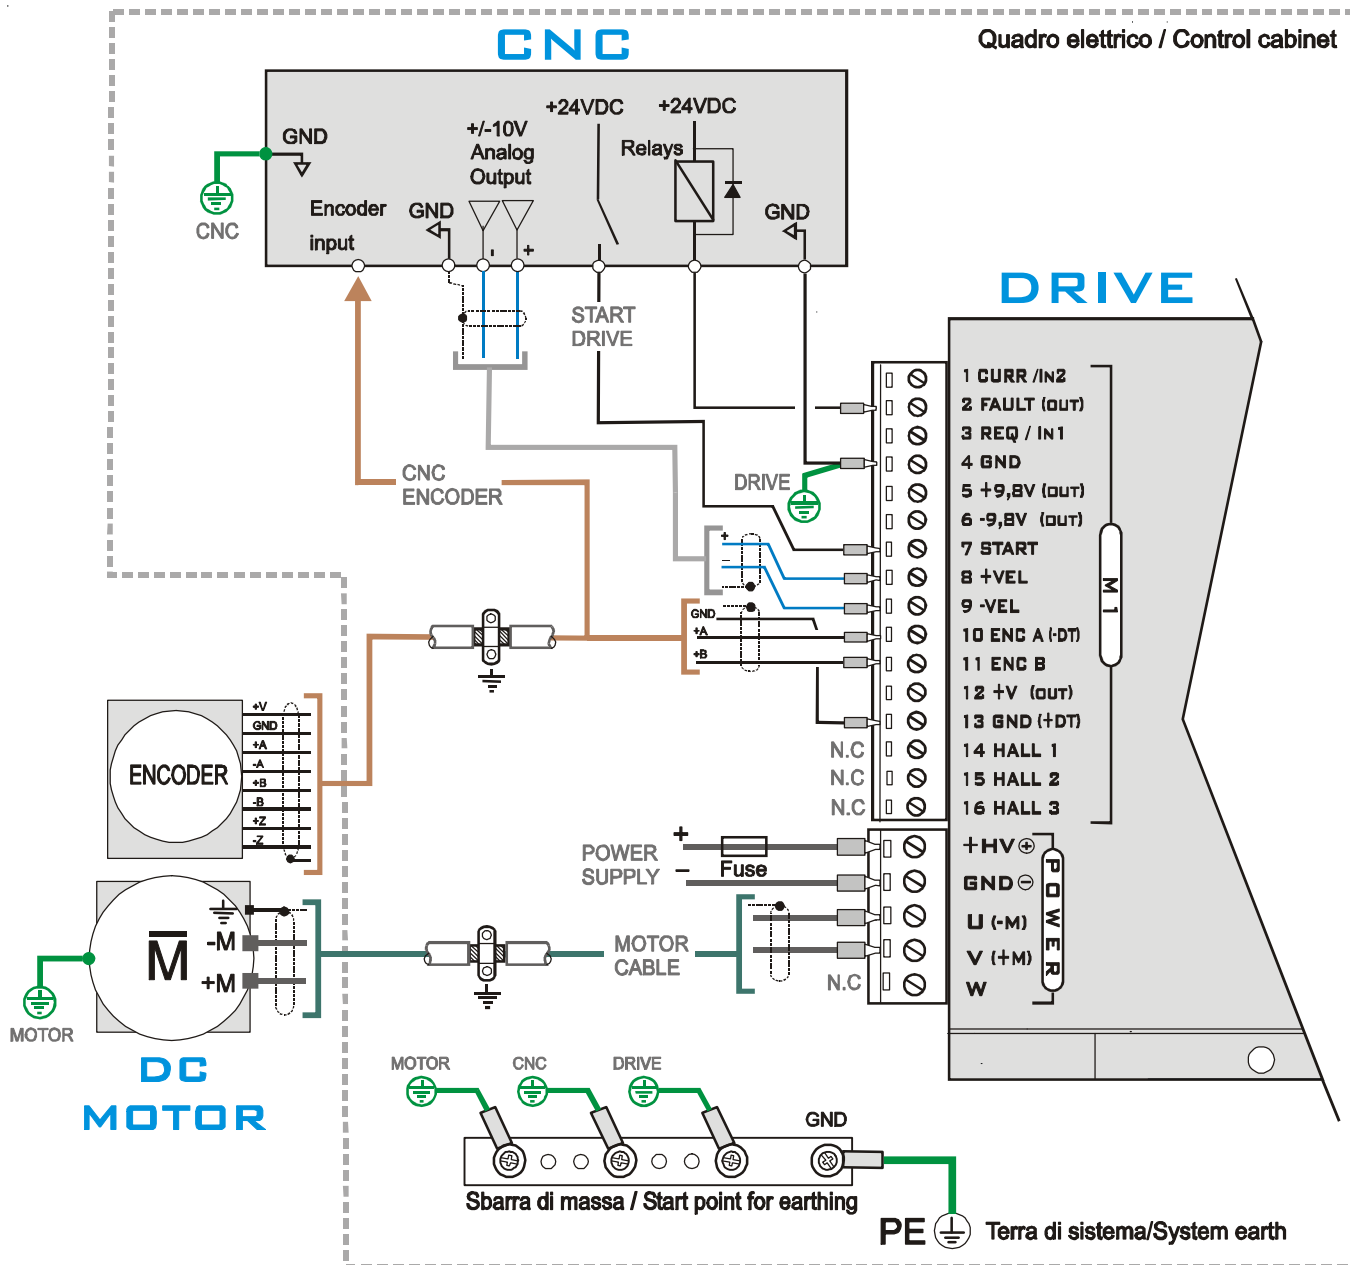 CNC
Quadro elettrico / Control cabinet
GND
+/-10V
Analog
Output
+24VDC
+24VDC
Relays
Encoder
input
GND
GND
- +
CNC
START
DRIVE
DRIVE
1 CURR /IN2
2 FAULT (OUT)
3 REQ / IN1
4 GND
5 +9,8V (OUT)
6 -9,8V (OUT)
7 START
8 +VEL
9 -VEL
10 ENC A (-DT)
11 ENC B
12 +V (OUT)
13 GND (+DT)
14 HALL 1
15 HALL 2
16 HALL 3
M 1
CNC
ENCODER
DRIVE
+
–
GND
+A
+B
N.C
N.C
N.C
ENCODER
+V
GND
+A
-A
+B
-B
+Z
-Z
POWER
SUPPLY
+
–
Fuse
+HV +
GND -
U (-M)
V (+M)
W
POWER
N.C
M
-M
+M
MOTOR
CABLE
MOTOR
DC
MOTOR
MOTOR
CNC
DRIVE
GND
Sbarra di massa / Start point for earthing
PE
Terra di sistema/System earth